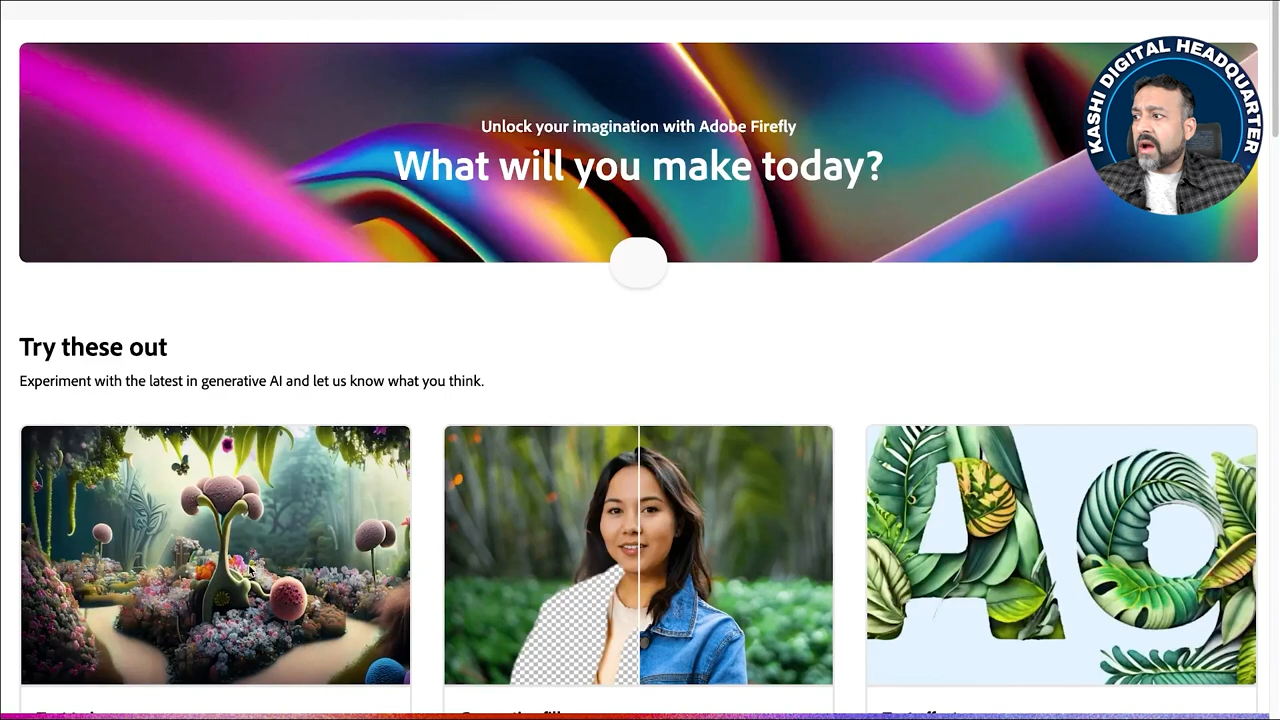 KASHI DIGITAL HEADQUARTER
Unlock your imagination with Adobe Firefly
What will you make today?
Try these out
Experiment with the latest in generative AI and let us know what you think.